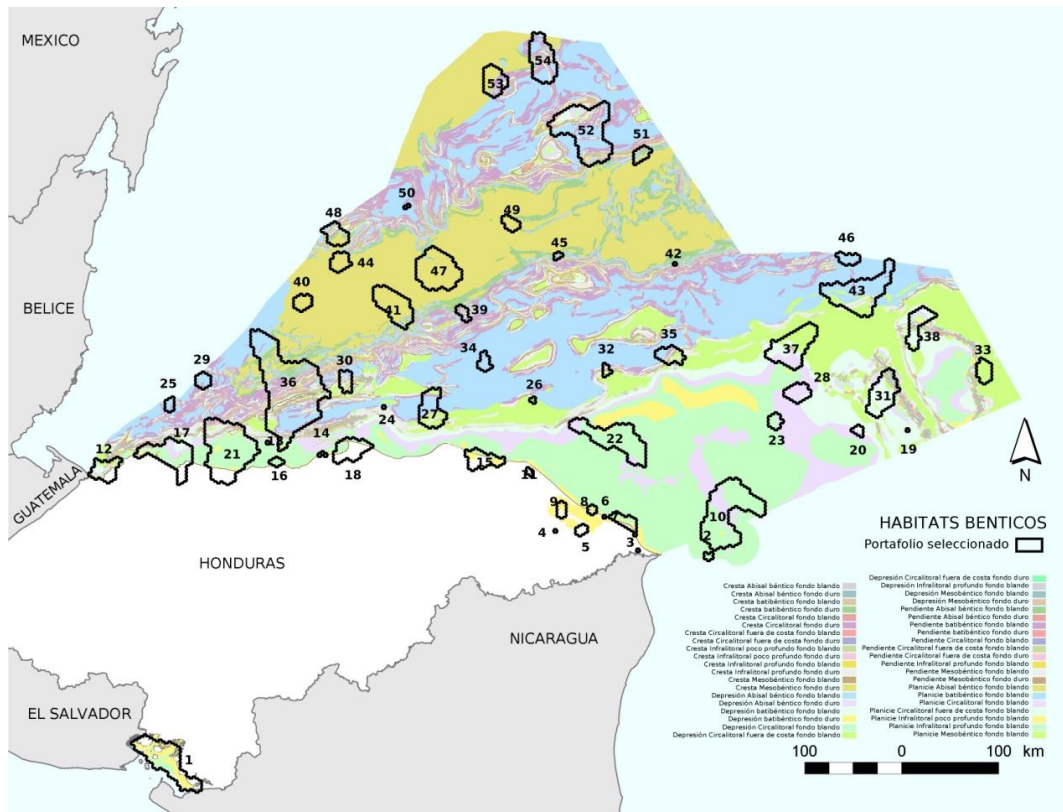 MEXICO
54
53
52
51
50
49
48
45
42
46
44
47
43
40
41
39
38
37
35
34
32
33
30
29
36
28
31
25
26
27
24
23
22
20
19
12
17
21
13
14
16
18
15
11
10
9
8
6
4
5
3
2
1
BELICE
GUATEMALA
HONDURAS
NICARAGUA
EL SALVADOR
N
HABITATS BENTICOS
Portafolio seleccionado
Cresta Abisal béntico fondo blando
Cresta Abisal béntico fondo duro
Cresta batibéntico fondo blando
Cresta batibéntico fondo duro
Cresta Circalitoral fondo blando
Cresta Circalitoral fondo duro
Cresta Circalitoral fuera de costa fondo blando
Cresta Circalitoral fuera de costa fondo duro
Cresta Infralitoral poco profundo fondo blando
Cresta Infralitoral poco profundo fondo duro
Cresta Infralitoral profundo fondo blando
Cresta Infralitoral profundo fondo duro
Cresta Mesobéntico fondo blando
Cresta Mesobéntico fondo duro
Depresión Abisal béntico fondo blando
Depresión Abisal béntico fondo duro
Depresión batibéntico fondo blando
Depresión batibéntico fondo duro
Depresión Circalitoral fondo blando
Depresión Circalitoral fuera de costa fondo blando
Depresión Circalitoral fuera de costa fondo duro
Depresión Infralitoral profundo fondo blando
Depresión Mesobéntico fondo blando
Depresión Mesobéntico fondo duro
Pendiente Abisal béntico fondo blando
Pendiente Abisal béntico fondo duro
Pendiente batibéntico fondo blando
Pendiente batibéntico fondo duro
Pendiente Circalitoral fondo blando
Pendiente Circalitoral fuera de costa fondo blando
Pendiente Circalitoral fuera de costa fondo duro
Pendiente Infralitoral profundo fondo blando
Pendiente Mesobéntico fondo blando
Pendiente Mesobéntico fondo duro
Planicie Abisal béntico fondo blando
Planicie batibéntico fondo blando
Planicie Circalitoral fondo blando
Planicie Circalitoral fuera de costa fondo blando
Planicie Infralitoral poco profundo fondo blando
Planicie Infralitoral profundo fondo blando
Planicie Mesobéntico fondo blando
100 0 100 km